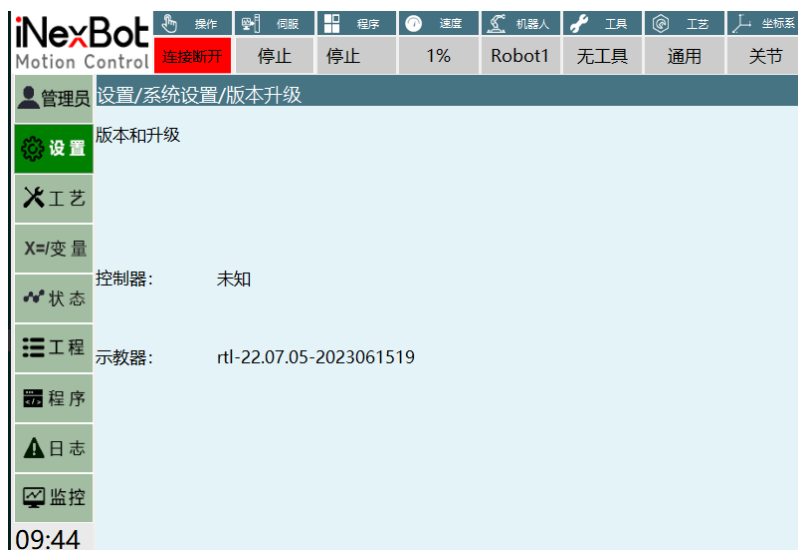 iNexBot
Motion Control
操作 伺服 程序 速度 机器人 工具 工艺 坐标系
连接断开 停止 停止 1% Robot1 无工具 通用 关节
管理员
设置/系统设置/版本升级
设置
版本和升级
工艺
X=/变量
控制器： 未知
状态
工程
示教器： rtl-22.07.05-2023061519
程序
日志
监控
09:44